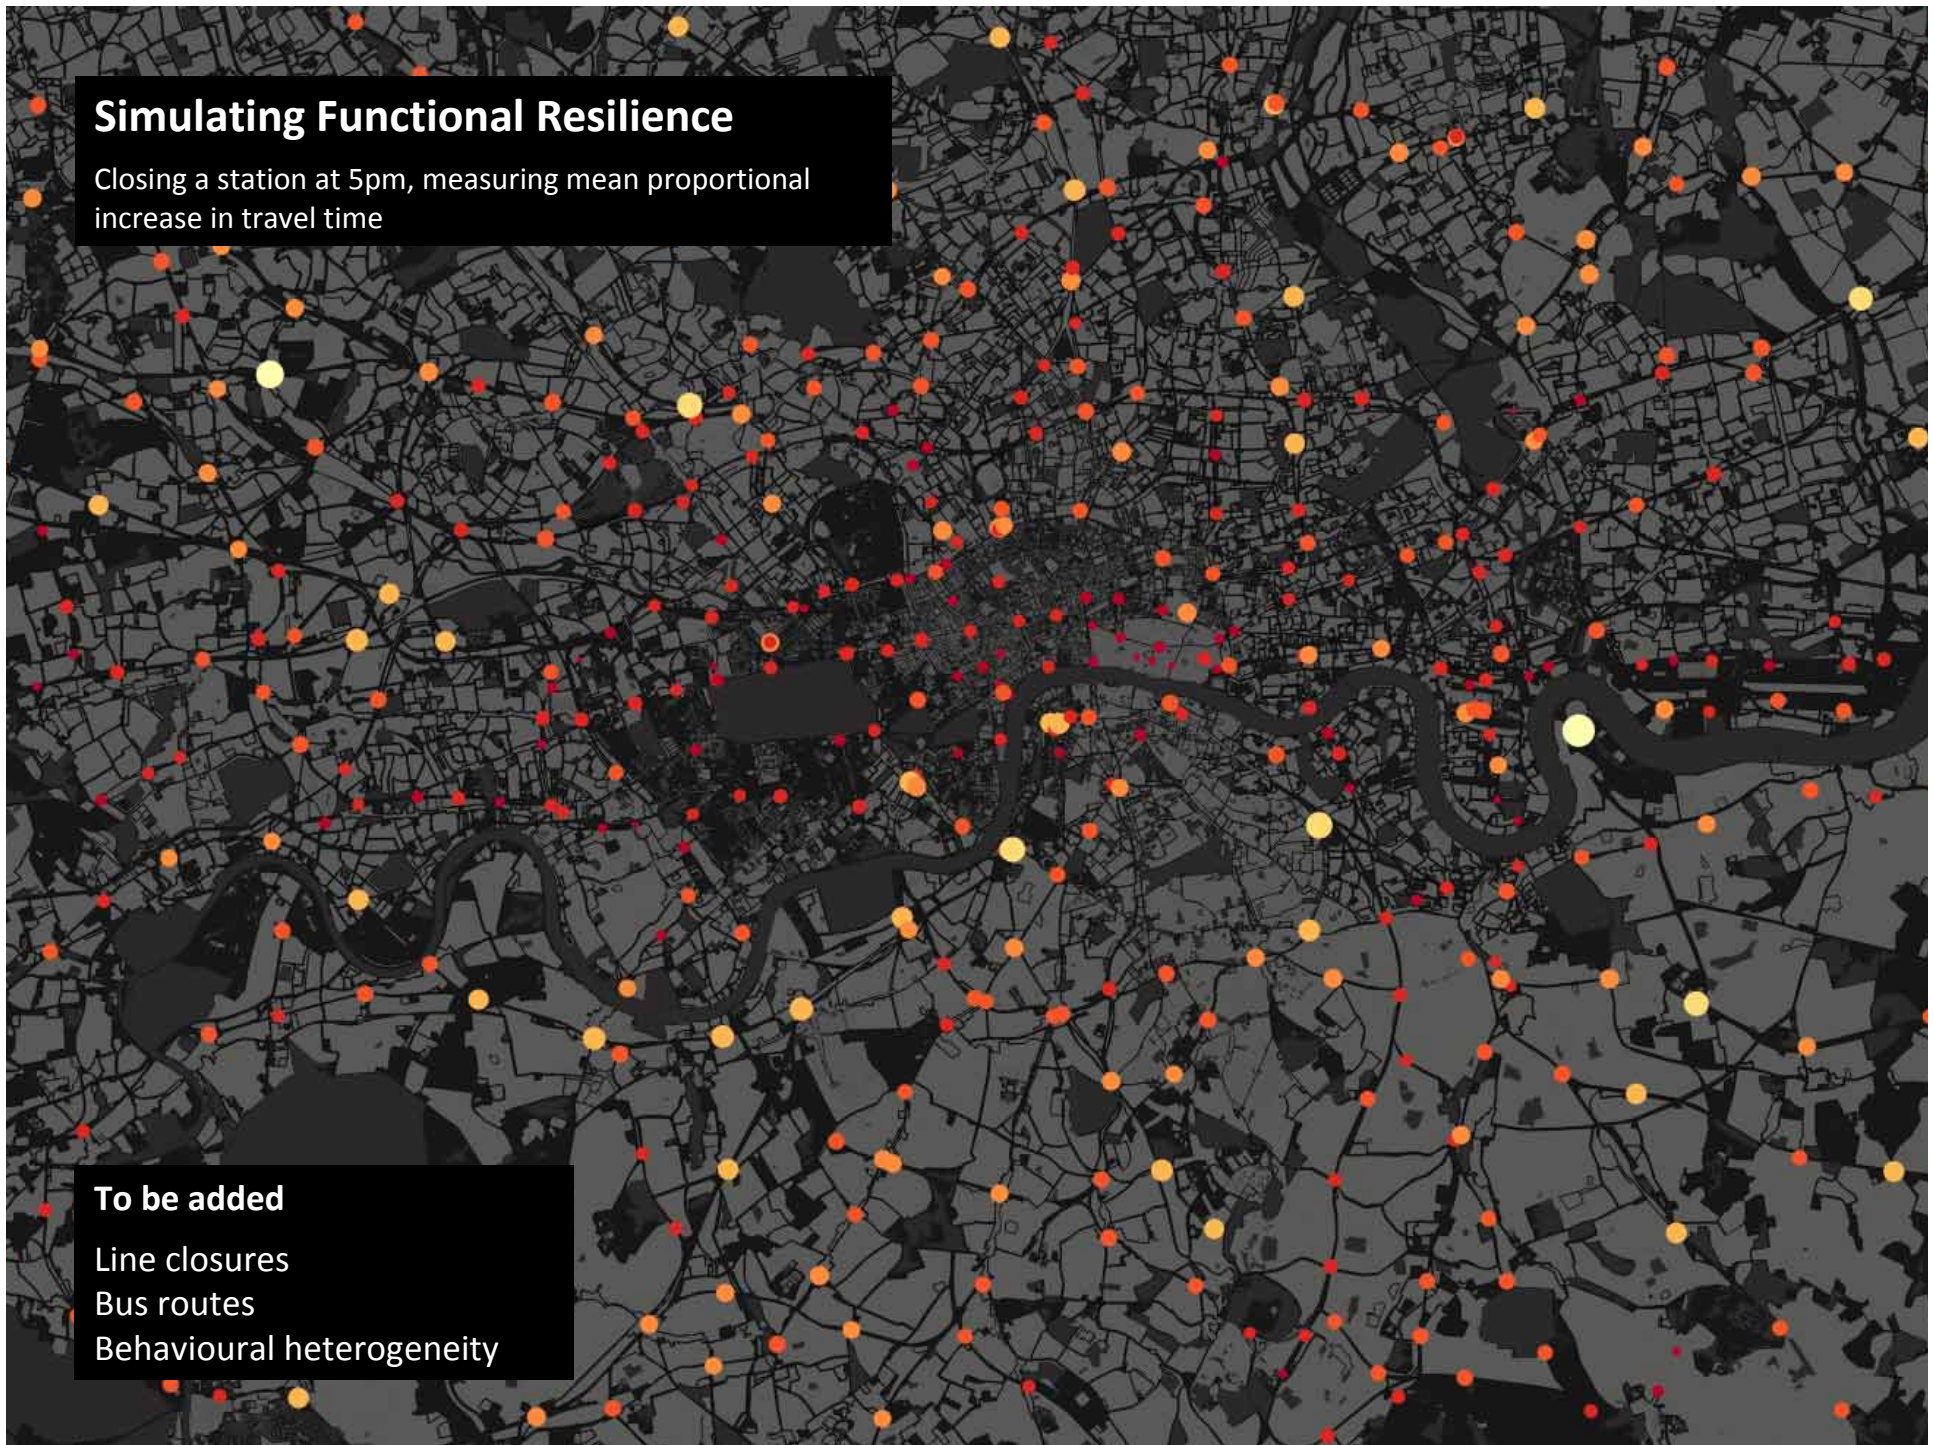 Simulating Functional Resilience
Closing a station at 5pm, measuring mean proportional
increase in travel time
To be added
Line closures
Bus routes
Behavioural heterogeneity